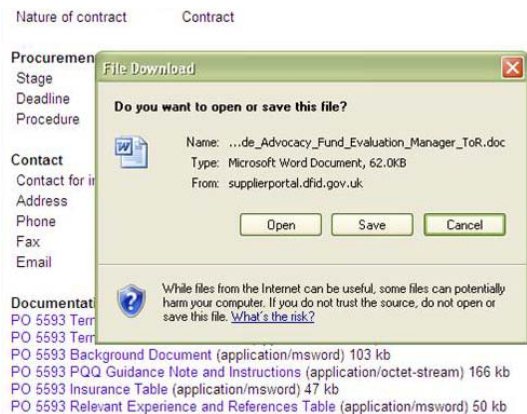 Nature of contract Contract
Procuremen
Stage
Deadline
Procedure
Contact
Contact for in
Address
Phone
Fax
Email
Documentati
PO 5593 Tern
PO 5593 Tern
PO 5593 Background Document (application/msword) 103 kb
PO 5593 PQQ Guidance Note and Instructions (application/octet-stream) 166 kb
PO 5593 Insurance Table (application/msword) 47 kb
PO 5593 Relevant Experience and References Table (application/msword) 50 kb
File Download
Do you want to open or save this file?
Name: ...de_Advocacy_Fund_Evaluation_Manager_ToR.doc
Type: Microsoft Word Document, 62.0KB
From: supplierportal.dfid.gov.uk
Open Save Cancel
While files from the Internet can be useful, some files can potentially
harm your computer. If you do not trust the source, do not open or
save this file. What's the risk?